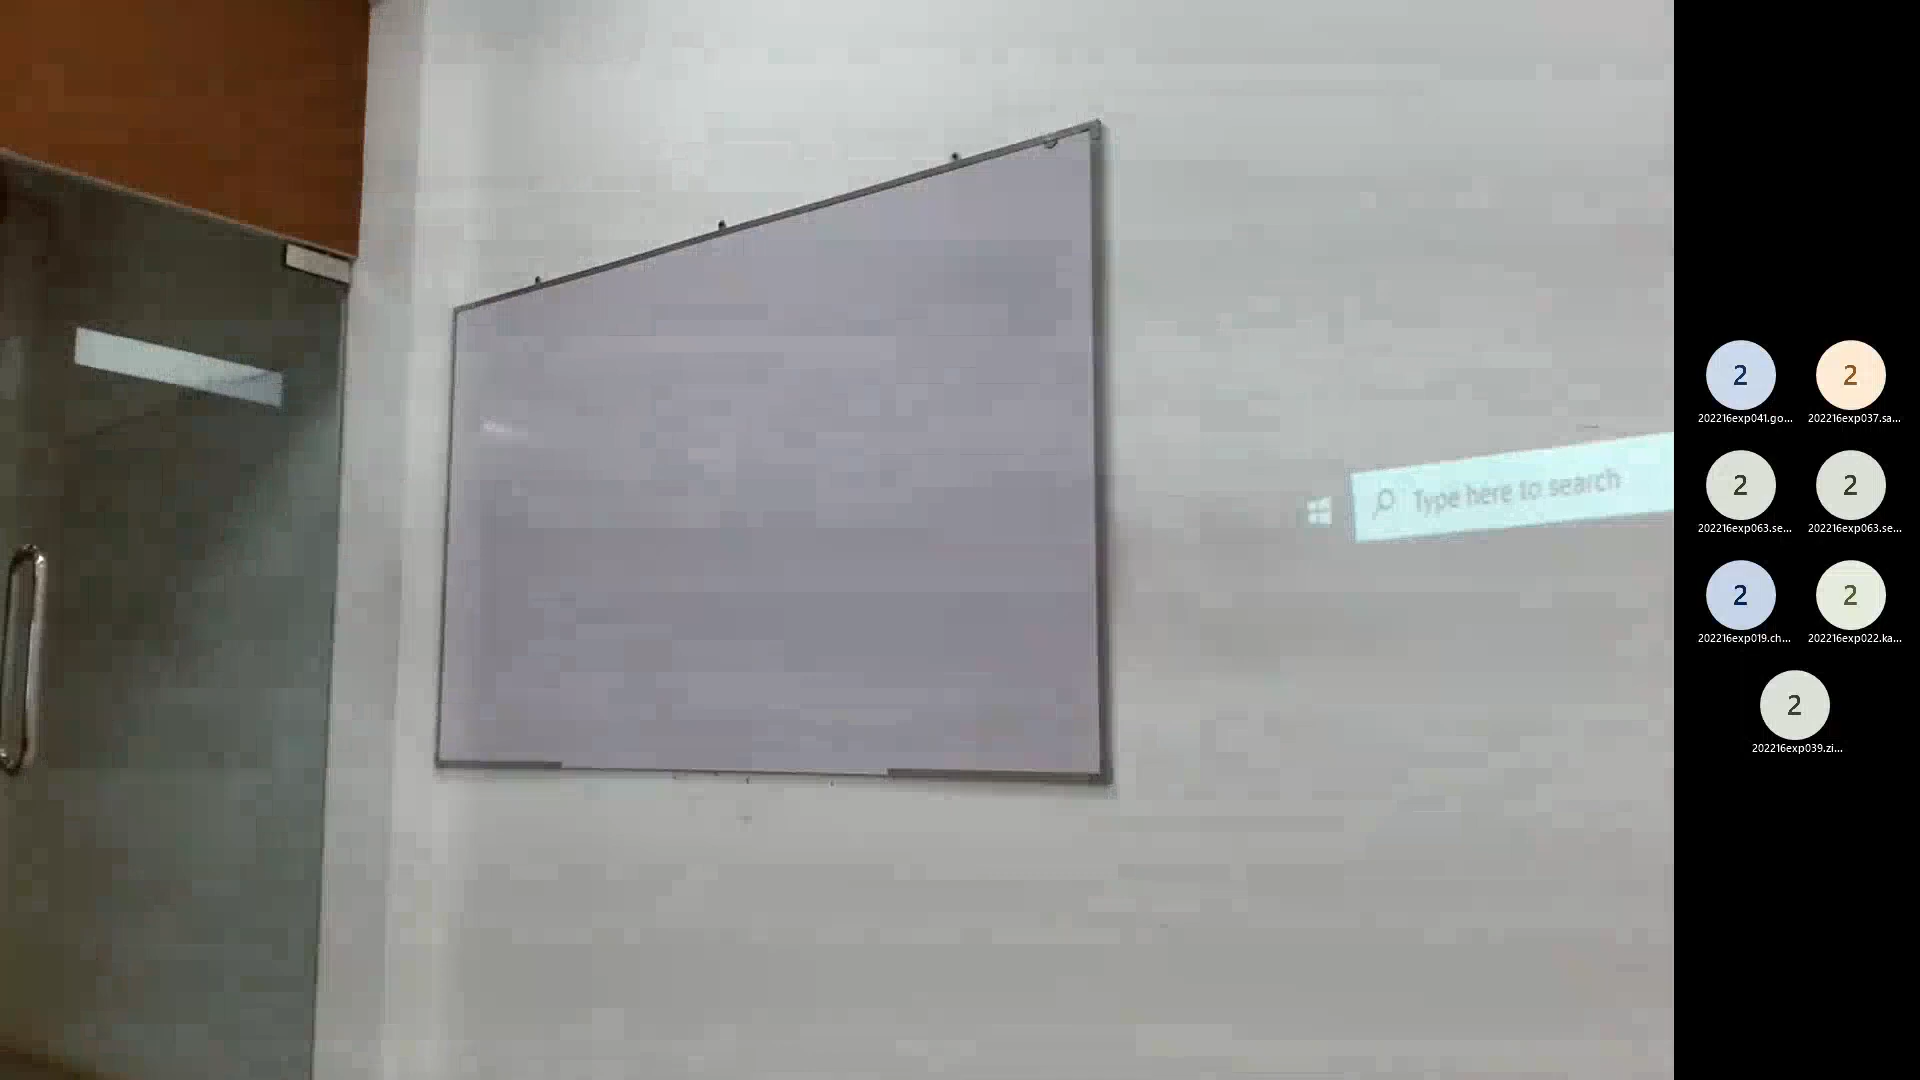 Type here to search
2
2
202216exp041.go...
202216exp037.sa...
2
2
202216exp063.se...
202216exp063.se...
2
2
202216exp019.ch...
202216exp022.ka...
2
202216exp039.zi...